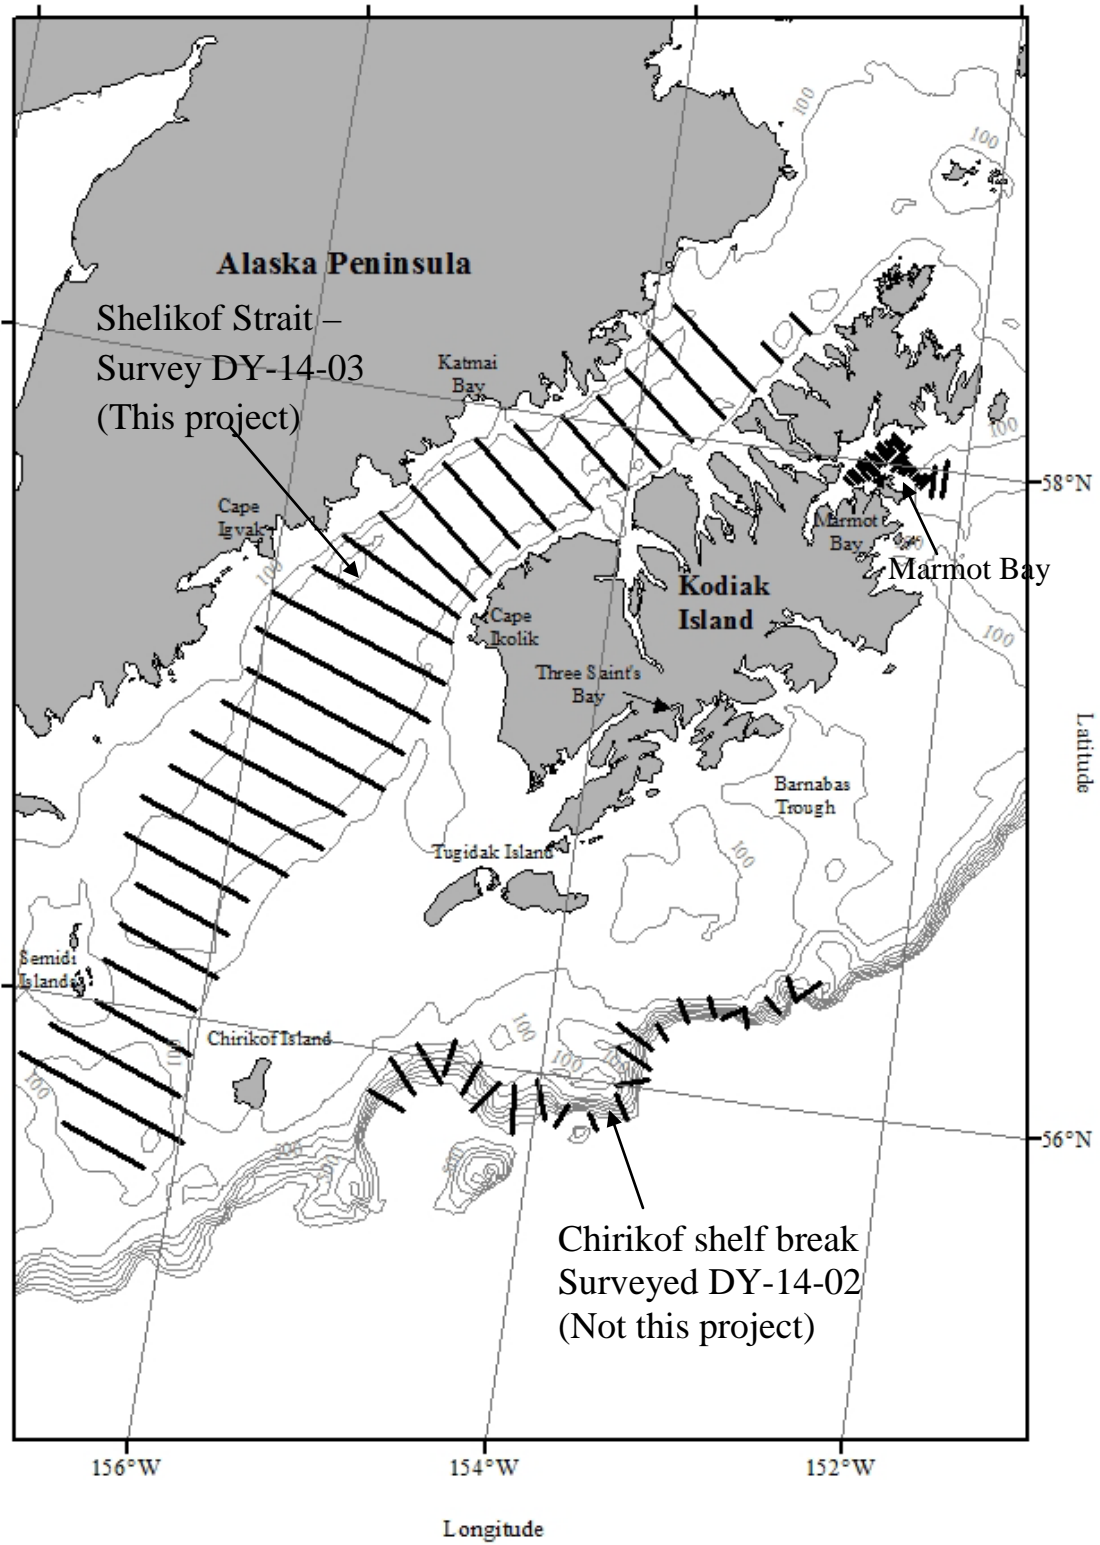 100
100
Alaska Peninsula
Shelikof Strait –
Survey DY-14-03
(This project)
Katmai
Bay
100
58°N
Cape
Igvak
Marmot
Bay
Marmot Bay
100
Kodiak
Island
100
Cape
Ikolik
Three Saint's
Bay
Latitude
Barnabas
Trough
100
Tugidak Island
Semidi
Islands
Chirikof Island
100
100
100
100
56°N
Chirikof shelf break
Surveyed DY-14-02
(Not this project)
156°W
154°W
152°W
Longitude